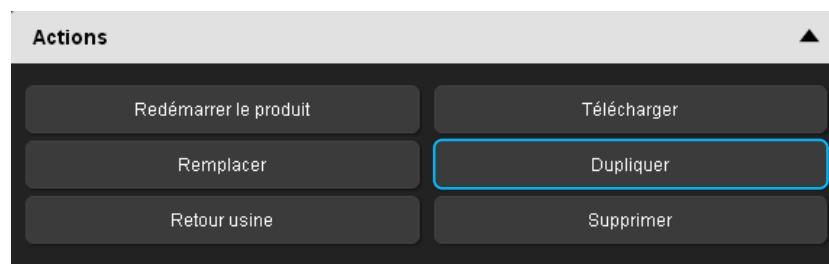 Actions
Redémarrer le produit
Télécharger
Remplacer
Dupliquer
Retour usine
Supprimer